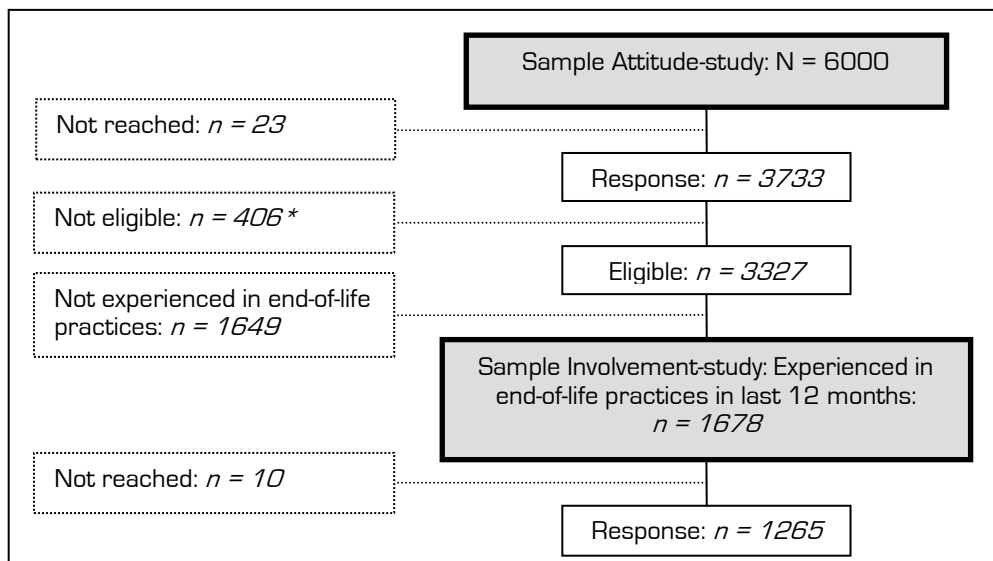 Sample Attitude-study: N = 6000
Not reached: n = 23
Response: n = 3733
Not eligible: n = 406*
Eligible: n = 3327
Not experienced in end-of-life
practices: n = 1649
Sample Involvement-study: Experienced in
end-of-life practices in last 12 months:
n = 1678
Not reached: n = 10
Response: n = 1265